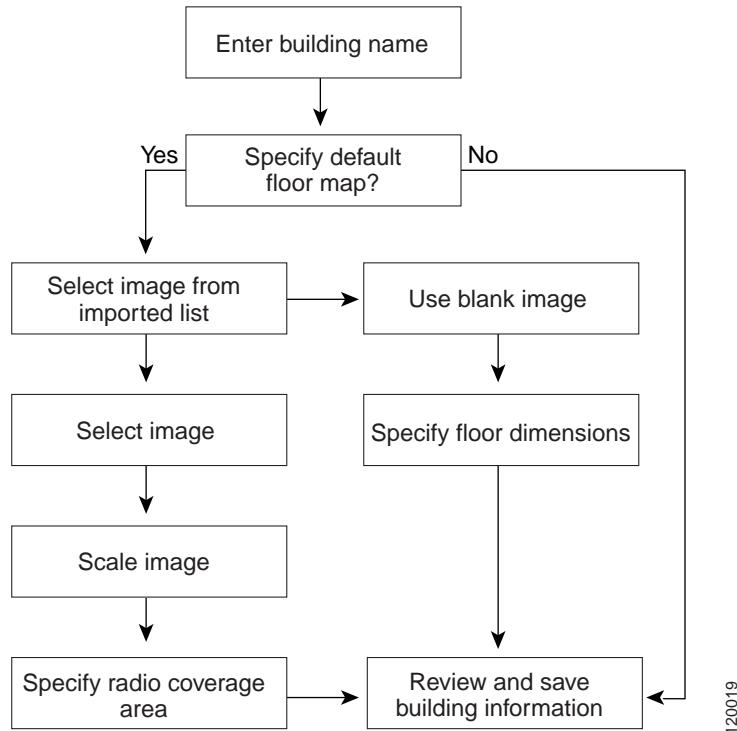 Enter building name
Yes
Specify default
floor map?
No
Select image from
imported list
Use blank image
Select image
Specify floor dimensions
Scale image
Specify radio coverage
area
Review and save
building information
120019